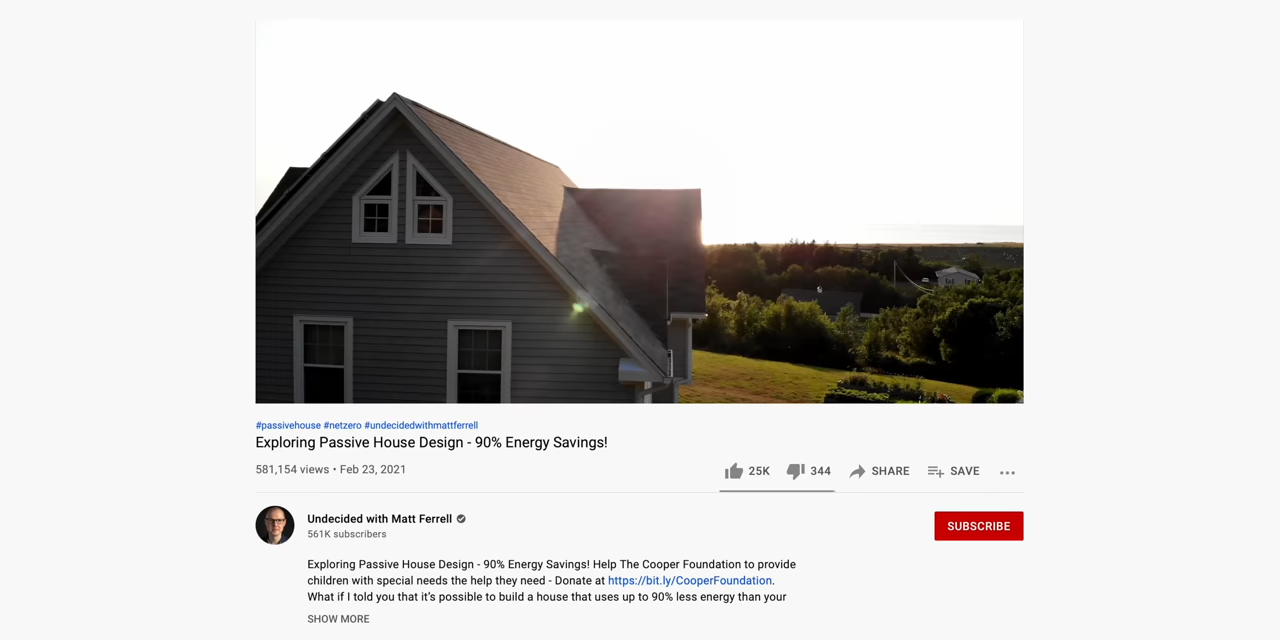 #passivehouse #netzero #undecidedwithmattferrell
Exploring Passive House Design - 90% Energy Savings!
581,154 views • Feb 23, 2021
25K 344 SHARE SAVE
Undecided with Matt Ferrell
561K subscribers
SUBSCRIBE
Exploring Passive House Design - 90% Energy Savings! Help The Cooper Foundation to provide
children with special needs the help they need - Donate at https://bit.ly/CooperFoundation.
What if I told you that it’s possible to build a house that uses up to 90% less energy than your
SHOW MORE